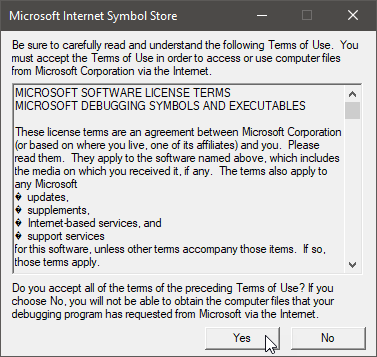 Microsoft Internet Symbol Store
Be sure to carefully read and understand the following Terms of Use.  You
must accept the Terms of Use in order to access or use computer files
from Microsoft Corporation via the Internet.
MICROSOFT SOFTWARE LICENSE TERMS
MICROSOFT DEBUGGING SYMBOLS AND EXECUTABLES
These license terms are an agreement between Microsoft Corporation
(or based on where you live, one of its affiliates) and you.  Please
read them.  They apply to the software named above, which includes
the media on which you received it, if any.  The terms also apply to
any Microsoft
� updates,
� supplements,
� Internet-based services, and
� support services
for this software, unless other terms accompany those items.  If so,
those terms apply.
Do you accept all of the terms of the preceding Terms of Use? If you
choose No, you will not be able to obtain the computer files that your
debugging program has requested from Microsoft via the Internet.
Yes No